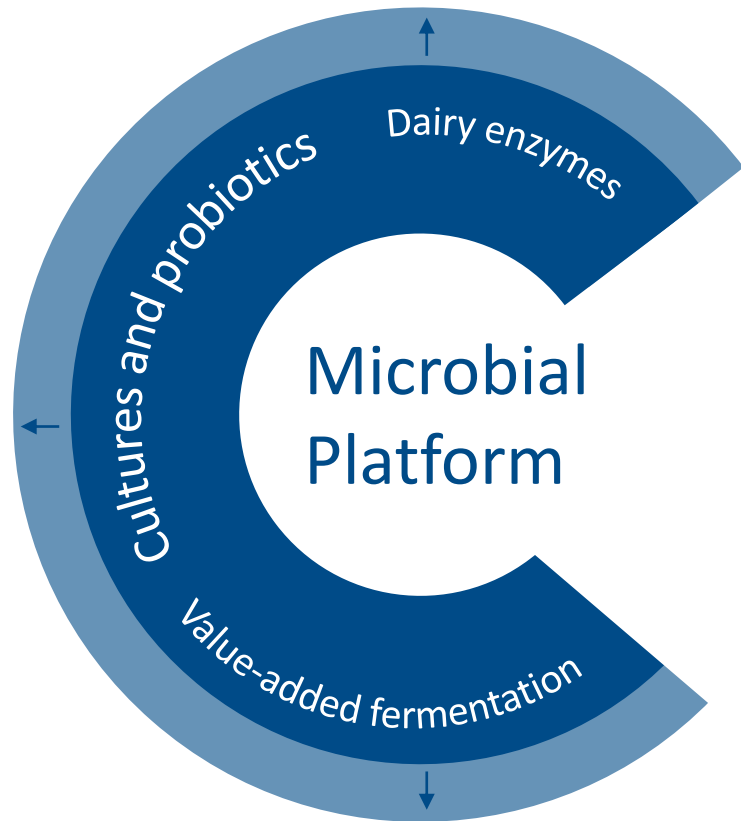 Dairy enzymes
Cultures and probiotics
Microbial
Platform
Value-added fermentation